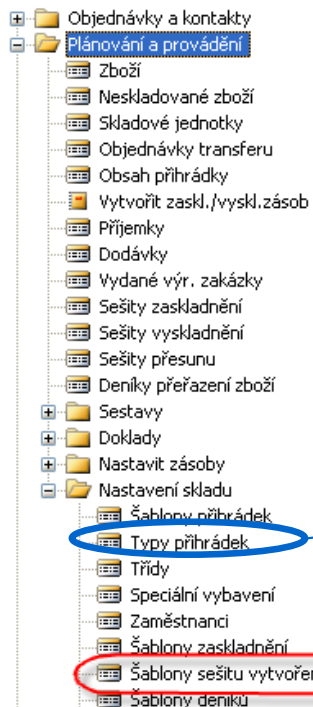 Objednávky a kontakty
Plánování a provádění
Zboží
Neskladované zboží
Skladové jednotky
Objednávky transferu
Obsah přihrádky
Vytvořit zaskl./vyskl.zásob
Příjemky
Dodávky
Vydané výr. zakázky
Sešity zaskladnění
Sešity vyskladnění
Sešity přesunu
Deníky přeřazení zboží
Sestavy
Doklady
Nastavit zásoby
Nastavení skladu
Šablony přihrádek
Typy přihrádek
Třídy
Speciální vybavení
Zaměstnanci
Šablony zaskladnění
Šablony sešitu vytvoře
Šablony deníků